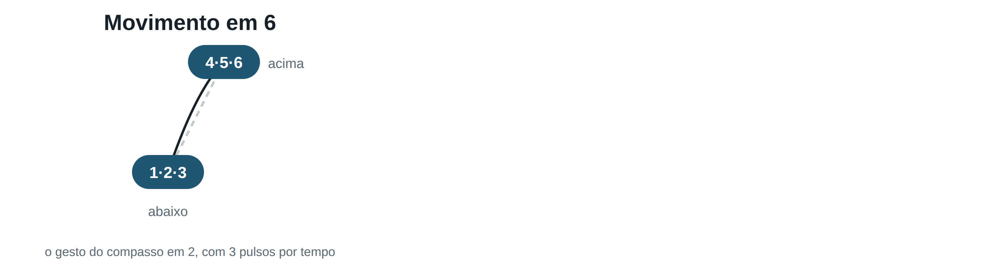 Movimento em 6
4·5·6
acima
1·2·3
abaixo
o gesto do compasso em 2, com 3 pulsos por tempo